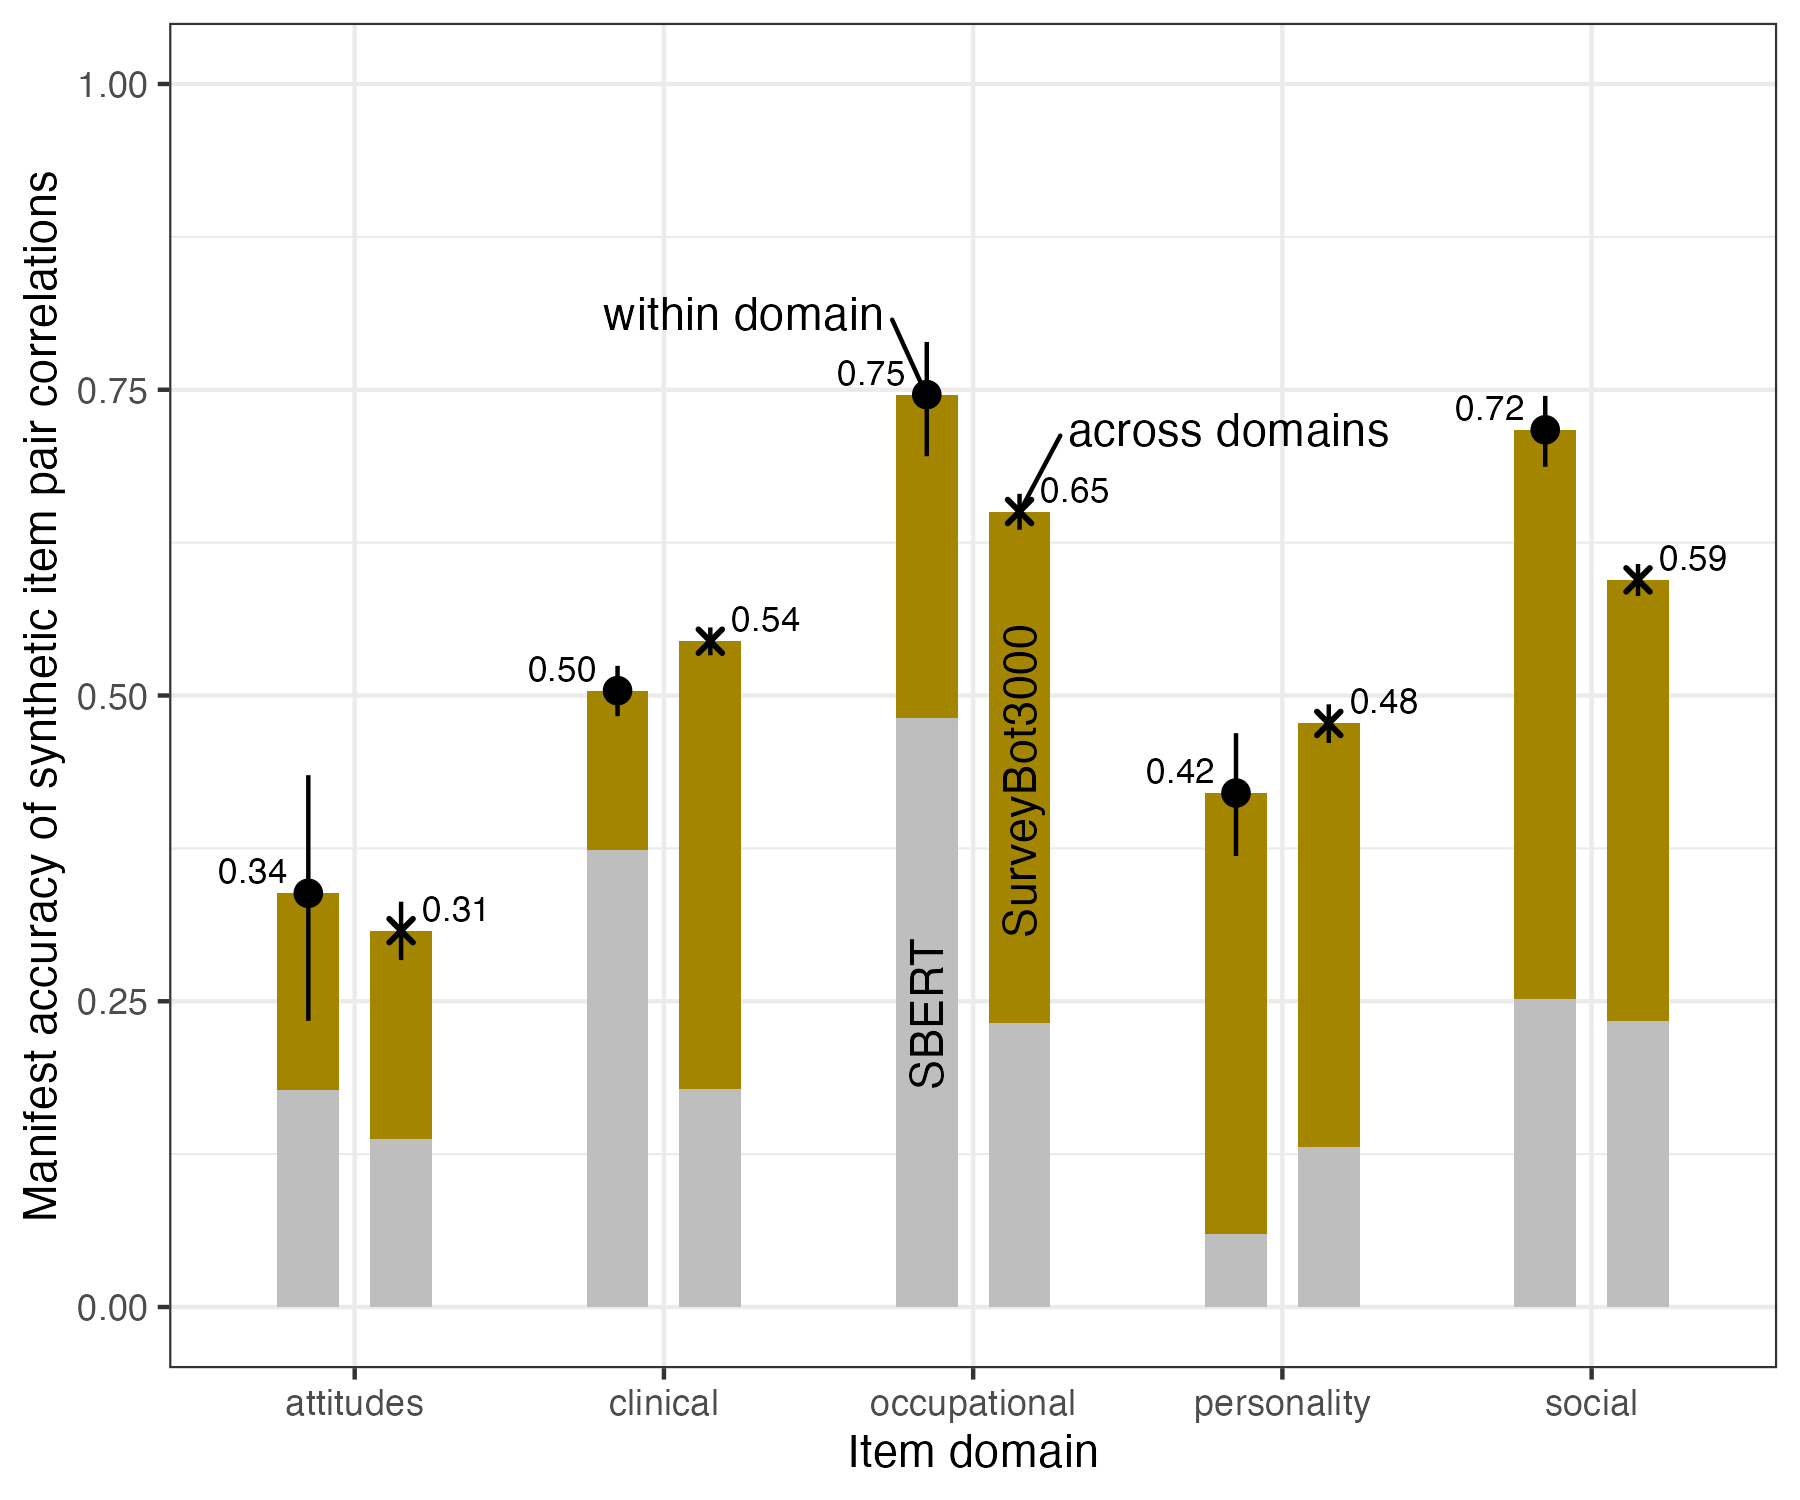 Manifest accuracy of synthetic item pair correlations
1.00
0.75
0.50
0.25
0.00
within domain
across domains
0.34
0.31
0.50
0.54
0.75
0.65
0.42
0.48
0.72
0.59
SBERT
SurveyBot3000
attitudes
clinical
occupational
personality
social
Item domain